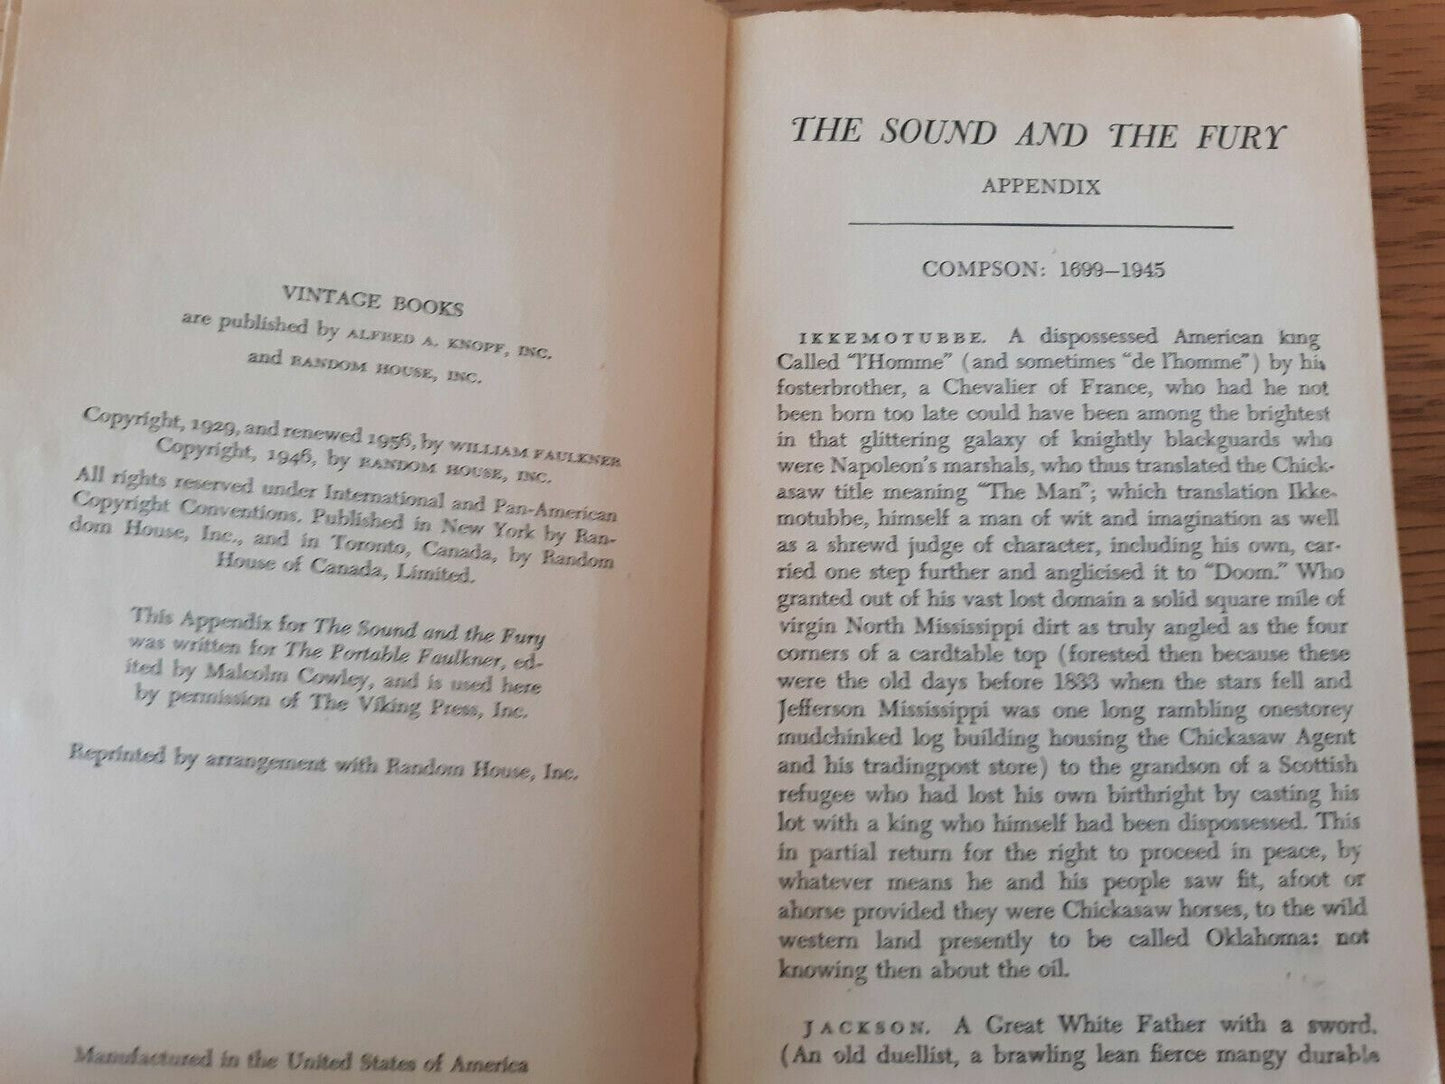 VINTAGE BOOKS
are published by ALFRED A. KNOPF, INC.
and RANDOM HOUSE, INC.
Copyright, 1929, and renewed 1956, by WILLIAM FAULKNER
Copyright, 1946, by RANDOM HOUSE, INC.
All rights reserved under International and Pan-American
Copyright Conventions. Published in New York by Ran-
dom House, Inc., and in Toronto, Canada, by Random
House of Canada, Limited.
This Appendix for The Sound and the Fury
was written for The Portable Faulkner, ed-
ited by Malcolm Cowley, and is used here
by permission of The Viking Press, Inc.
Reprinted by arrangement with Random House, Inc.
Manufactured in the United States of America
THE SOUND AND THE FURY
APPENDIX
COMPSON: 1699–1945
IKKEMOTUBBE. A dispossessed American king
Called "l'Homme" (and sometimes "de l'homme") by his
fosterbrother, a Chevalier of France, who had he not
been born too late could have been among the brightest
in that glittering galaxy of knightly blackguards who
were Napoleon's marshals, who thus translated the Chick-
asaw title meaning "The Man"; which translation Ikke-
motubbe, himself a man of wit and imagination as well
as a shrewd judge of character, including his own, car-
ried one step further and anglicised it to "Doom." Who
granted out of his vast lost domain a solid square mile of
virgin North Mississippi dirt as truly angled as the four
corners of a cardtable top (forested then because these
were the old days before 1833 when the stars fell and
Jefferson Mississippi was one long rambling onestorey
mudchinked log building housing the Chickasaw Agent
and his tradingpost store) to the grandson of a Scottish
refugee who had lost his own birthright by casting his
lot with a king who himself had been dispossessed. This
in partial return for the right to proceed in peace, by
whatever means he and his people saw fit, afoot or
ahorse provided they were Chickasaw horses, to the wild
western land presently to be called Oklahoma: not
knowing then about the oil.
JACKSON. A Great White Father with a sword.
(An old duellist, a brawling lean fierce mangy durable